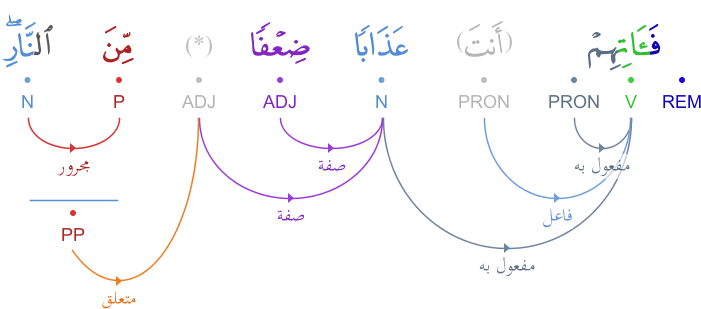 فَـَٔاتِهِمْ (أَنتَ) عَذَابًا ضِعْفًا (*) مِّنَ ٱلنَّارِ ۖ
REM V PRON PRON N ADJ ADJ P N
مجرور
صفة
مفعول به
صفة
فاعل
PP
مفعول به
متعلق